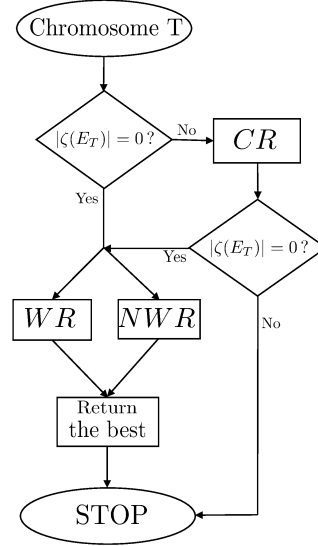 Chromosome T
|ζ(E_T)| = 0 ?
No
CR
Yes
|ζ(E_T)| = 0 ?
Yes
WR
NWR
No
Return
the best
STOP